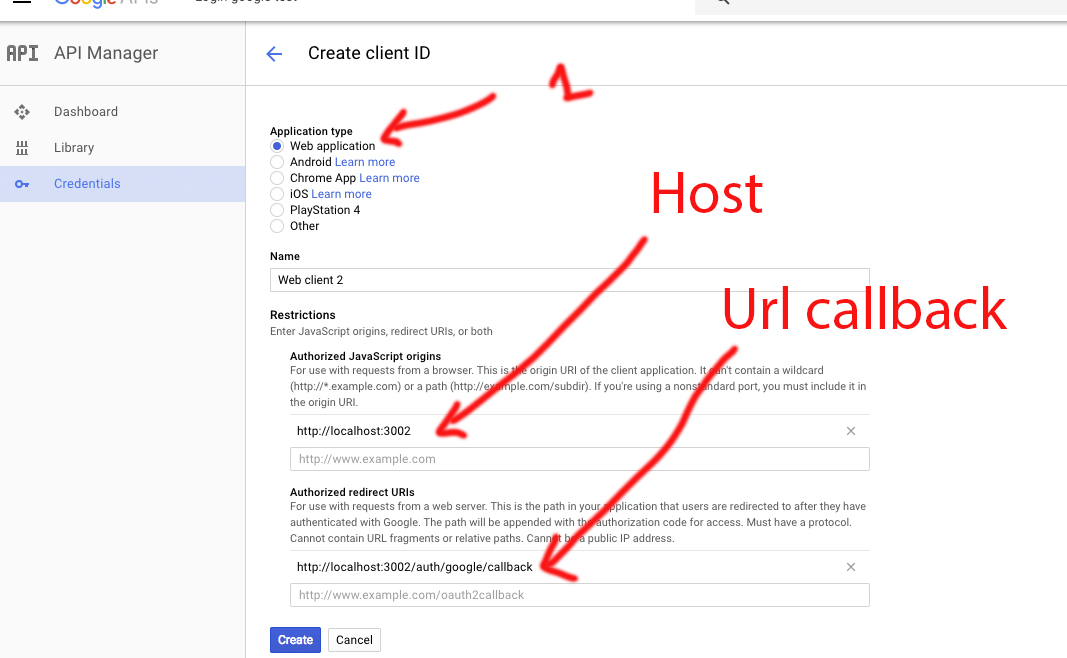 Google APIs
API API Manager
Create client ID
Dashboard
Library
Credentials
Application type
Web application
Android Learn more
Chrome App Learn more
iOS Learn more
PlayStation 4
Other
Host
Name
Web client 2
Url callback
Restrictions
Enter JavaScript origins, redirect URIs, or both
Authorized JavaScript origins
For use with requests from a browser. This is the origin URI of the client application. It can't contain a wildcard
(http://*.example.com) or a path (http://example.com/subdir). If you're using a nonstandard port, you must include it in
the origin URI.
http://localhost:3002
http://www.example.com
Authorized redirect URIs
For use with requests from a web server. This is the path in your application that users are redirected to after they have
authenticated with Google. The path will be appended with the authorization code for access. Must have a protocol.
Cannot contain URL fragments or relative paths. Cannot be a public IP address.
http://localhost:3002/auth/google/callback
http://www.example.com/oauth2callback
Create Cancel